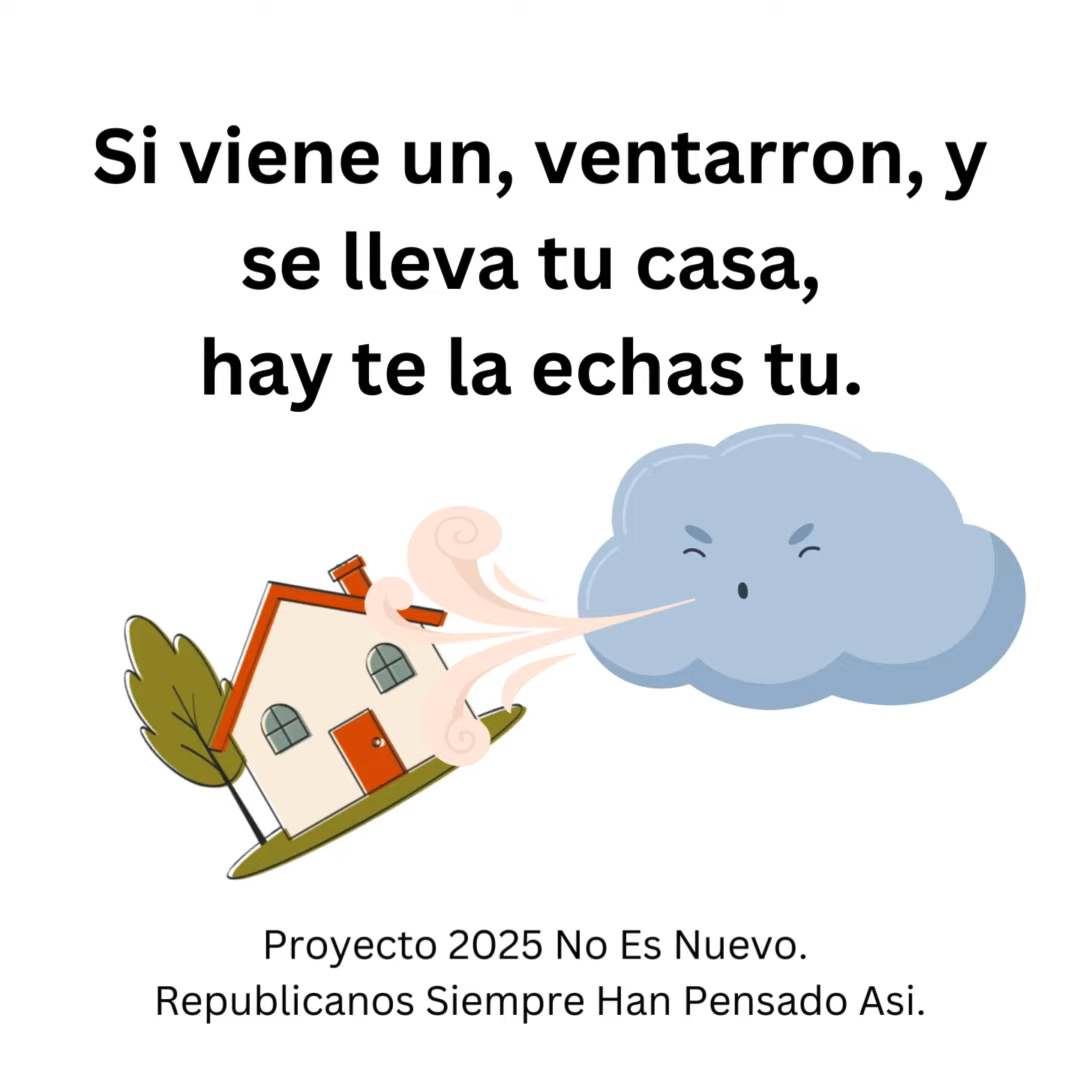 Si viene un, ventarron, y
se lleva tu casa,
hay te la echas tu.
Proyecto 2025 No Es Nuevo.
Republicanos Siempre Han Pensado Asi.